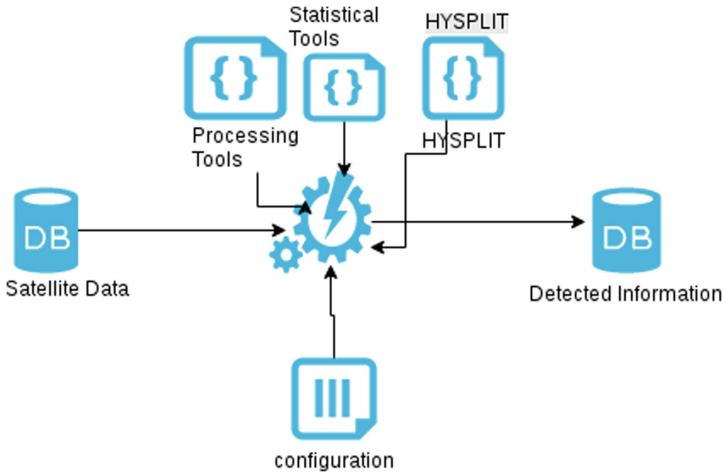 Statistical
Tools
HYSPLIT
{}
{}
{}
Processing
Tools
HYSPLIT
DB
Satellite Data
DB
Detected Information
configuration